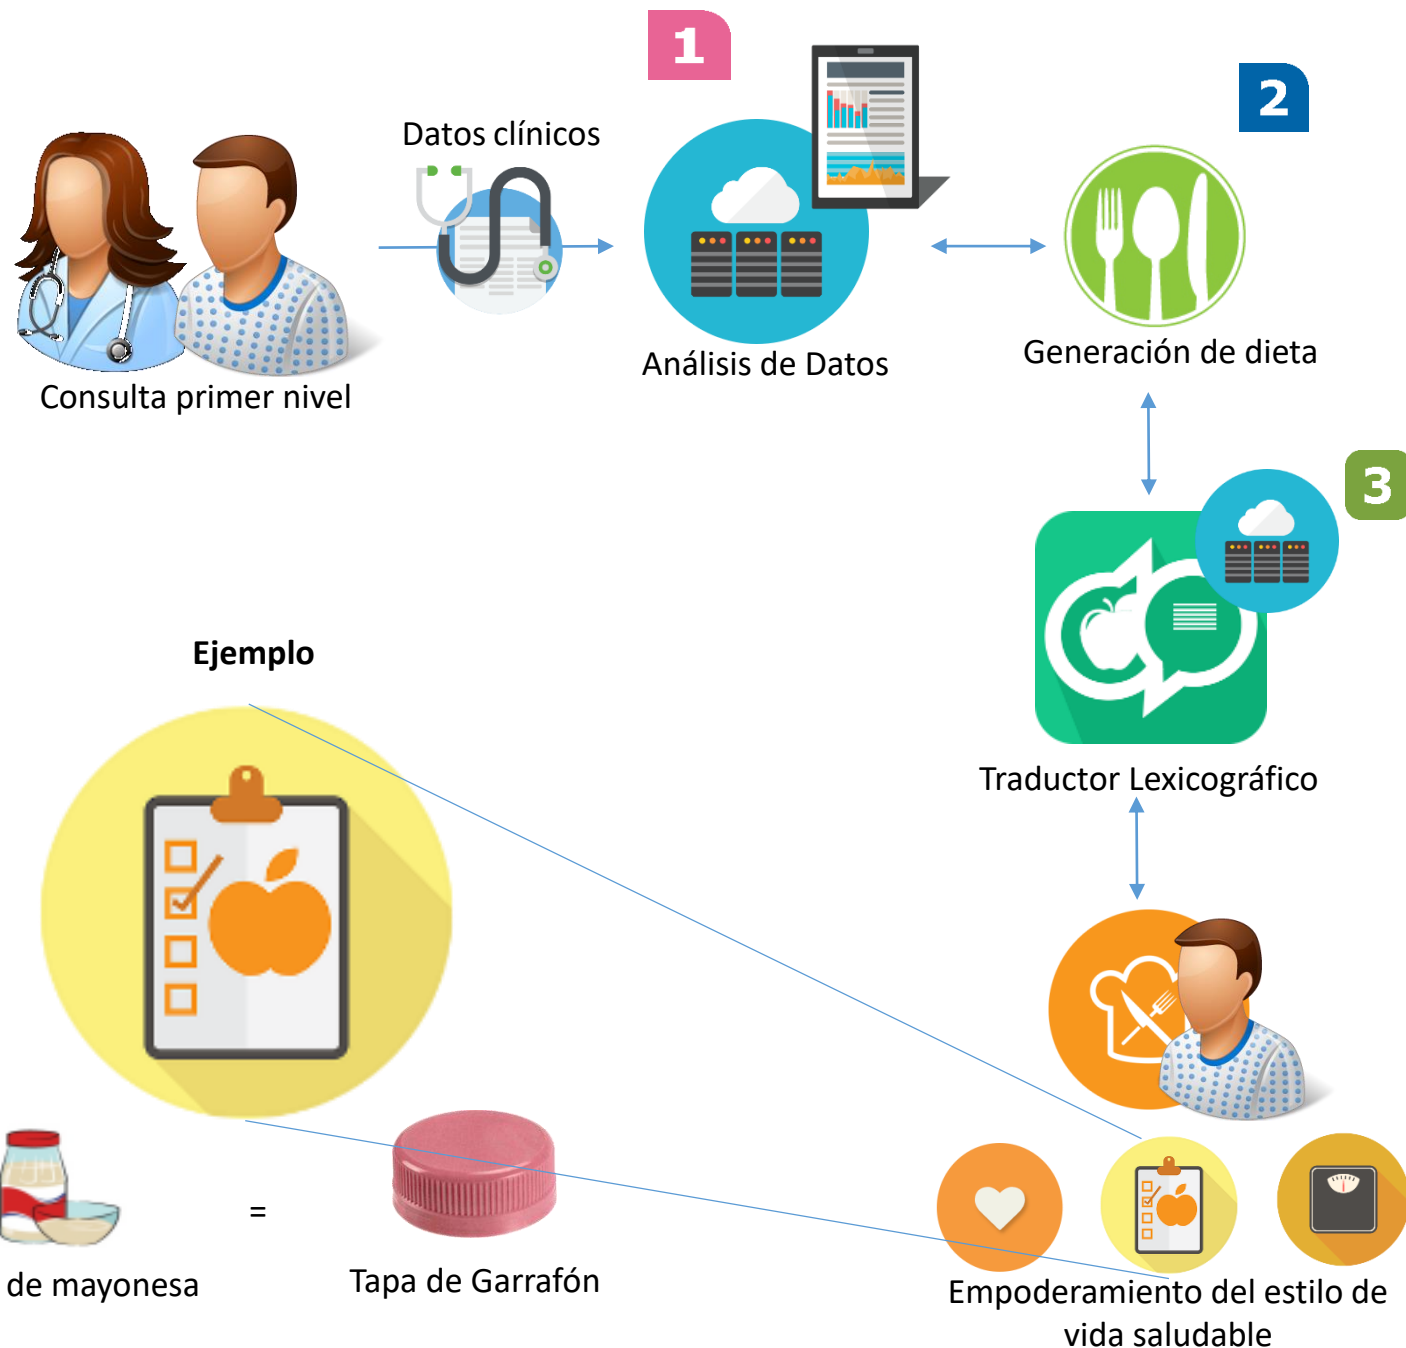 1
2
Datos clínicos
Análisis de Datos
Generación de dieta
Consulta primer nivel
3
Ejemplo
Traductor Lexicográfico
=
de mayonesa
Tapa de Garrafón
Empoderamiento del estilo de
vida saludable